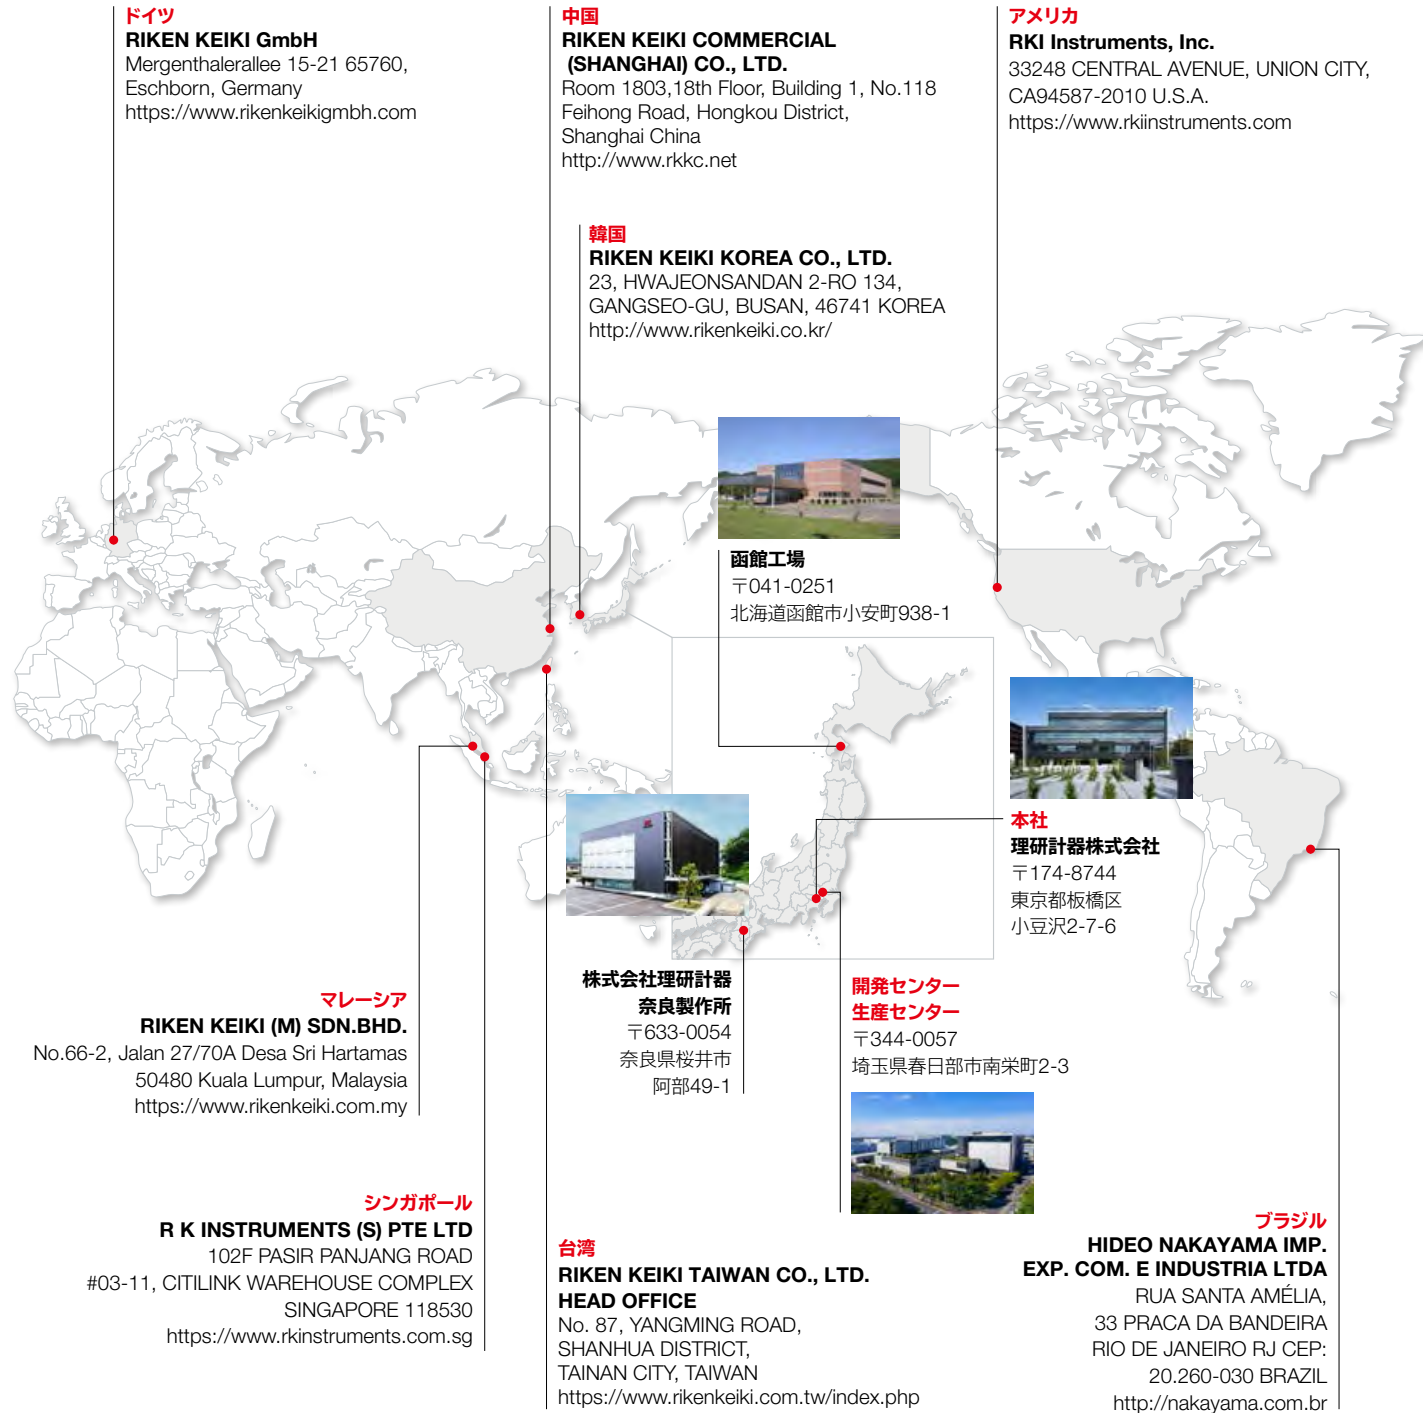 ドイツ
RIKEN KEIKI GmbH
Mergenthalerallee 15-21 65760,
Eschborn, Germany
https://www.rikenkeikigmbh.com
中国
RIKEN KEIKI COMMERCIAL
(SHANGHAI) CO., LTD.
Room 1803,18th Floor, Building 1, No.118
Feihong Road, Hongkou District,
Shanghai China
http://www.rkkc.net
アメリカ
RKI Instruments, Inc.
33248 CENTRAL AVENUE, UNION CITY,
CA94587-2010 U.S.A.
https://www.rkiinstruments.com
韓国
RIKEN KEIKI KOREA CO., LTD.
23, HWAJEONSANDAN 2-RO 134,
GANGSEO-GU, BUSAN, 46741 KOREA
http://www.rikenkeiki.co.kr/
函館工場
〒041-0251
北海道函館市小安町938-1
本社
理研計器株式会社
〒174-8744
東京都板橋区
小豆沢2-7-6
株式会社理研計器
奈良製作所
〒633-0054
奈良県桜井市
阿部49-1
開発センター
生産センター
〒344-0057
埼玉県春日部市南栄町2-3
マレーシア
RIKEN KEIKI (M) SDN.BHD.
No.66-2, Jalan 27/70A Desa Sri Hartamas
50480 Kuala Lumpur, Malaysia
https://www.rikenkeiki.com.my
シンガポール
R K INSTRUMENTS (S) PTE LTD
102F PASIR PANJANG ROAD
#03-11, CITILINK WAREHOUSE COMPLEX
SINGAPORE 118530
https://www.rkinstruments.com.sg
台湾
RIKEN KEIKI TAIWAN CO., LTD.
HEAD OFFICE
No. 87, YANGMING ROAD,
SHANHUA DISTRICT,
TAINAN CITY, TAIWAN
https://www.rikenkeiki.com.tw/index.php
ブラジル
HIDEO NAKAYAMA IMP.
EXP. COM. E INDUSTRIA LTDA
RUA SANTA AMÉLIA,
33 PRACA DA BANDEIRA
RIO DE JANEIRO RJ CEP:
20.260-030 BRAZIL
http://nakayama.com.br